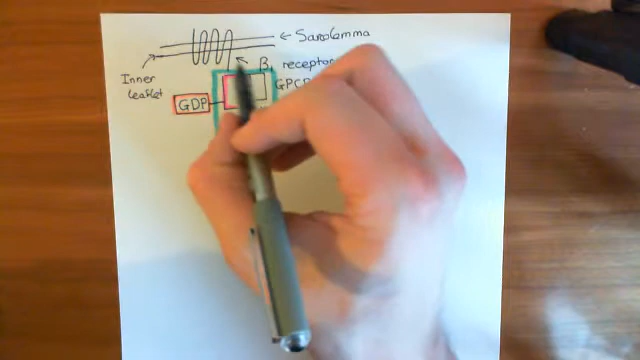 ← Sarcolemma
Inner
leaflet
β₁ receptor
GPCR
GDP